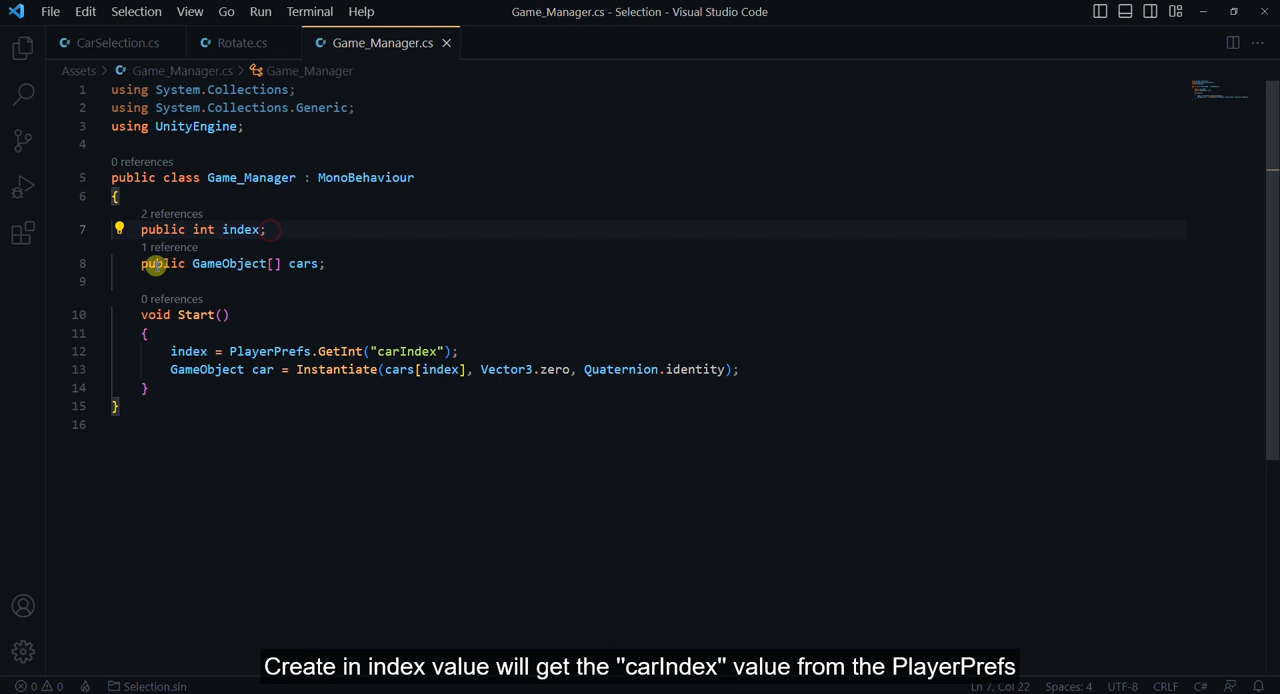 File Edit Selection View Go Run Terminal Help Game_Manager.cs - Selection - Visual Studio Code
CarSelection.cs Rotate.cs Game_Manager.cs
Assets > Game_Manager.cs > Game_Manager
1 using System.Collections;
2 using System.Collections.Generic;
3 using UnityEngine;
4
0 references
5 public class Game_Manager : MonoBehaviour
6 {
2 references
7 public int index;
1 reference
8 public GameObject[] cars;
9
0 references
10 void Start()
11 {
12 index = PlayerPrefs.GetInt("carIndex");
13 GameObject car = Instantiate(cars[index], Vector3.zero, Quaternion.identity);
14 }
15 }
16
Create in index value will get the "carIndex" value from the PlayerPrefs
0 0 Selection.sln Ln 7, Col 22 Spaces: 4 UTF-8 CRLF C#